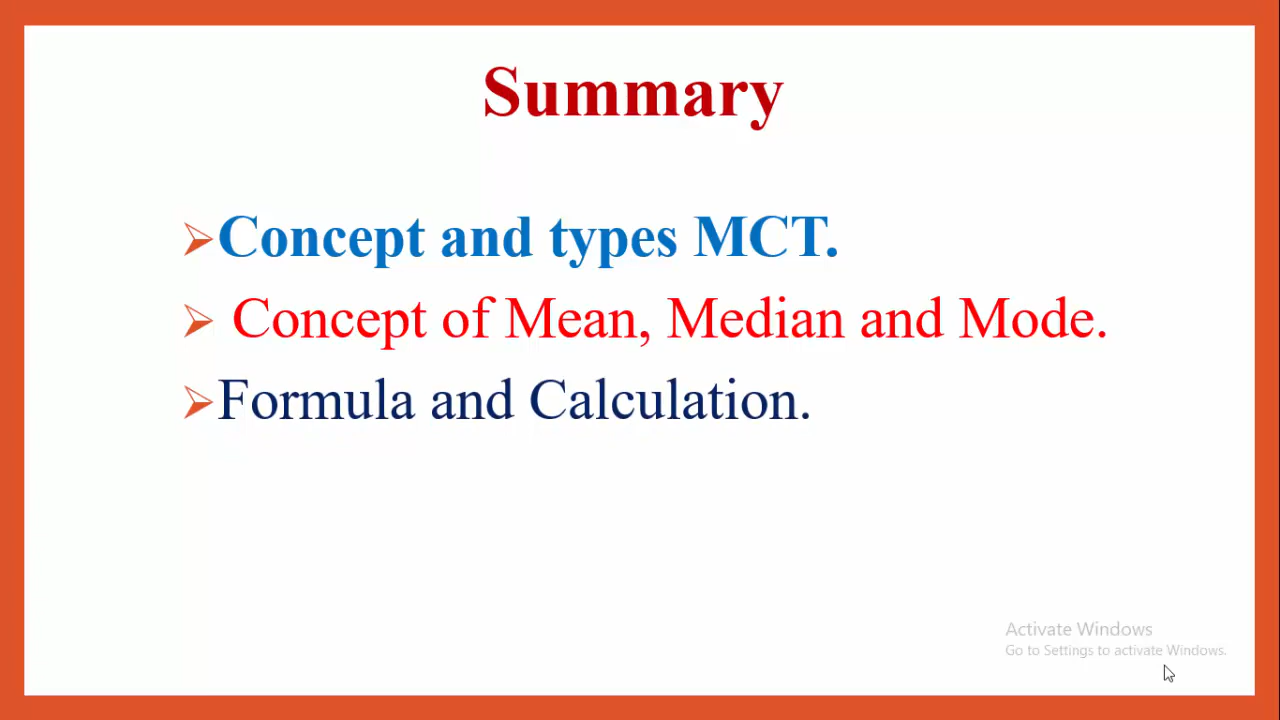 Summary
➢Concept and types MCT.
➢ Concept of Mean, Median and Mode.
➢Formula and Calculation.
Activate Windows
Go to Settings to activate Windows.